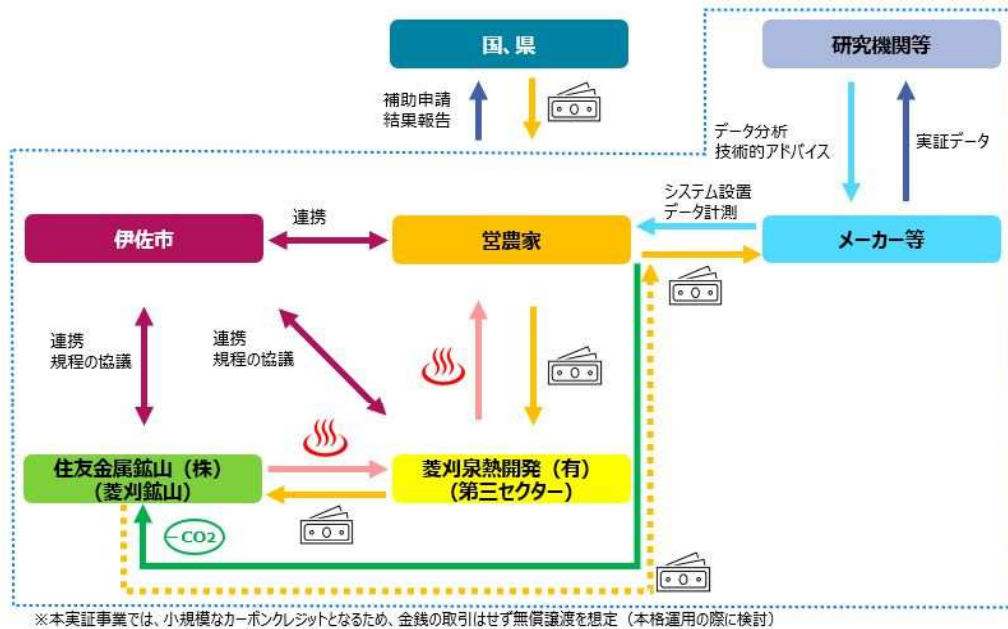 国、県
研究機関等
補助申請
結果報告
データ分析
技術的アドバイス
実証データ
システム設置
データ計測
伊佐市
連携
営農家
メーカー等
連携
規程の協議
連携
規程の協議
住友金属鉱山（株）
（菱刈鉱山）
菱刈泉熱開発（有）
（第三セクター）
－CO2
※本実証事業では、小規模なカーボンクレジットとなるため、金銭の取引はせず無償譲渡を想定（本格運用の際に検討）